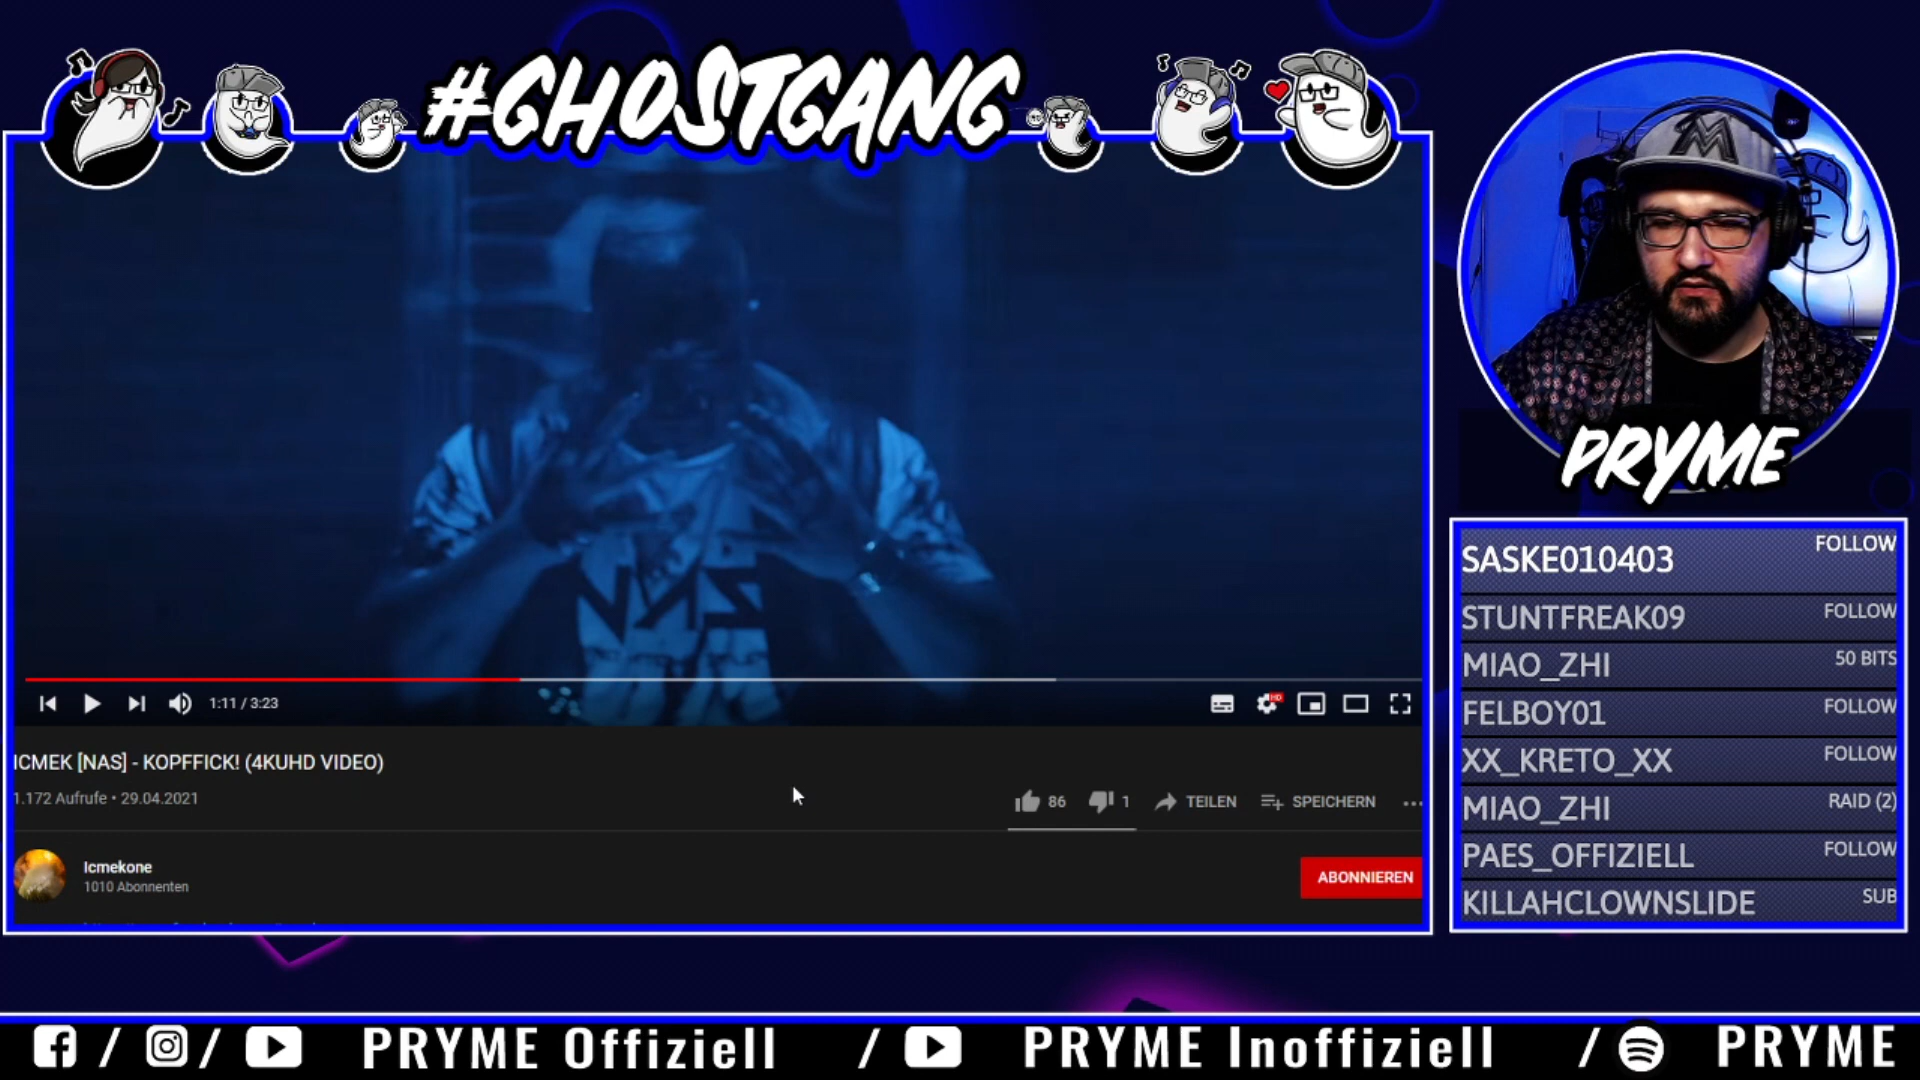 #GHOSTGANG
PRYME
NAS
1:11 / 3:23
HD
ICMEK [NAS] - KOPFFICK! (4KUHD VIDEO)
1.172 Aufrufe • 29.04.2021
86
1
TEILEN
SPEICHERN
Icmekone
1010 Abonnenten
ABONNIEREN
SASKE010403 FOLLOW
STUNTFREAK09 FOLLOW
MIAO_ZHI 50 BITS
FELBOY01 FOLLOW
XX_KRETO_XX FOLLOW
MIAO_ZHI RAID (2)
PAES_OFFIZIELL FOLLOW
KILLAHCLOWNSLIDE SUB
/ / PRYME Offiziell / PRYME Inoffiziell / PRYME